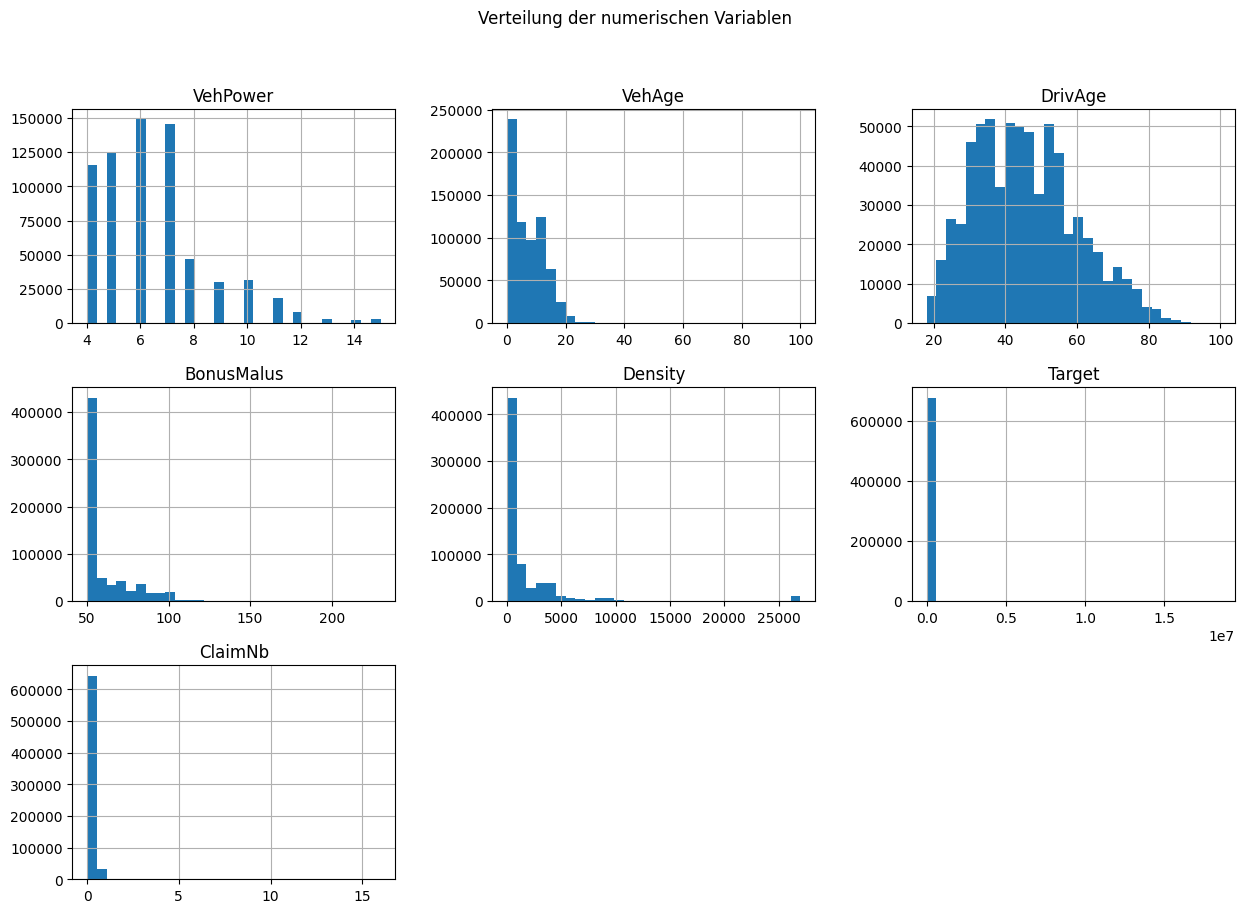 Verteilung der numerischen Variablen
VehPower
150000
125000
100000
75000
50000
25000
0
4 6 8 10 12 14
VehAge
250000
200000
150000
100000
50000
0
0 20 40 60 80 100
DrivAge
50000
40000
30000
20000
10000
0
20 40 60 80 100
BonusMalus
400000
300000
200000
100000
0
50 100 150 200
Density
400000
300000
200000
100000
0
0 5000 10000 15000 20000 25000
Target
600000
400000
200000
0
0.0 0.5 1.0 1.5
1e7
ClaimNb
600000
500000
400000
300000
200000
100000
0
0 5 10 15